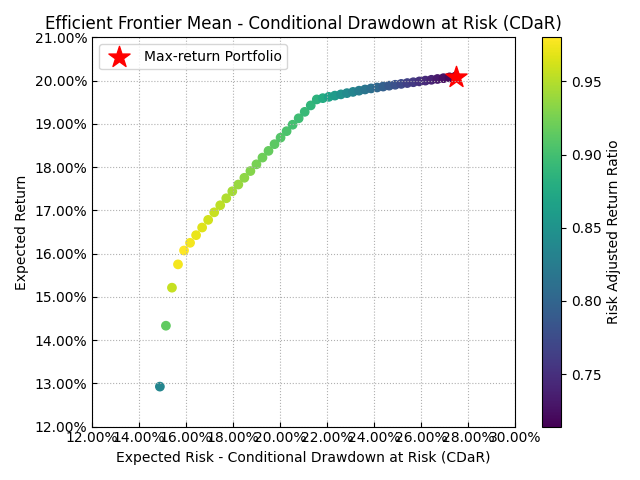 Efficient Frontier Mean - Conditional Drawdown at Risk (CDaR)
Max-return Portfolio
21.00%
20.00%
19.00%
18.00%
17.00%
16.00%
15.00%
14.00%
13.00%
12.00%
Expected Return
12.00% 14.00% 16.00% 18.00% 20.00% 22.00% 24.00% 26.00% 28.00% 30.00%
Expected Risk - Conditional Drawdown at Risk (CDaR)
0.95
0.90
0.85
0.80
0.75
Risk Adjusted Return Ratio